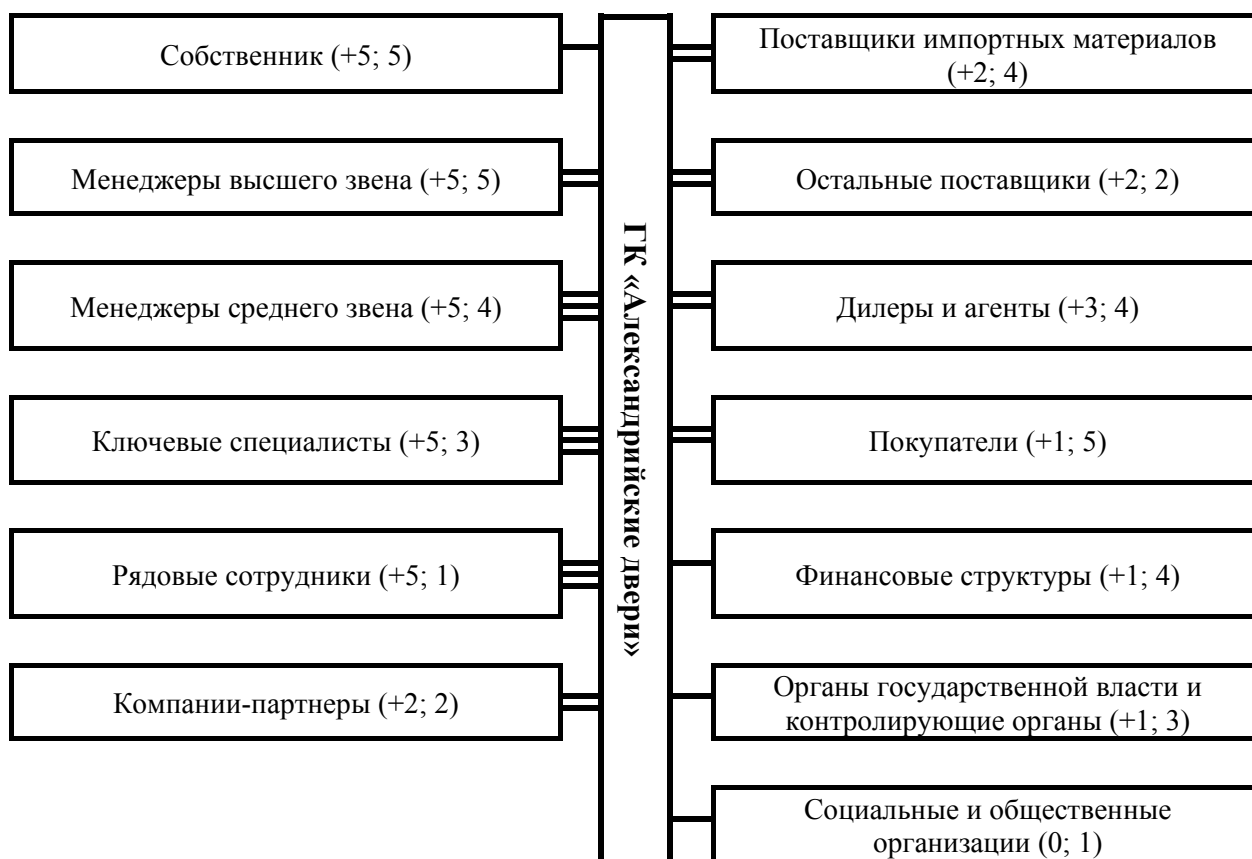 Собственник (+5; 5)
Менеджеры высшего звена (+5; 5)
Менеджеры среднего звена (+5; 4)
Ключевые специалисты (+5; 3)
Рядовые сотрудники (+5; 1)
Компании-партнеры (+2; 2)
ГК «Александрийские двери»
Поставщики импортных материалов
(+2; 4)
Остальные поставщики (+2; 2)
Дилеры и агенты (+3; 4)
Покупатели (+1; 5)
Финансовые структуры (+1; 4)
Органы государственной власти и
контролирующие органы (+1; 3)
Социальные и общественные
организации (0; 1)